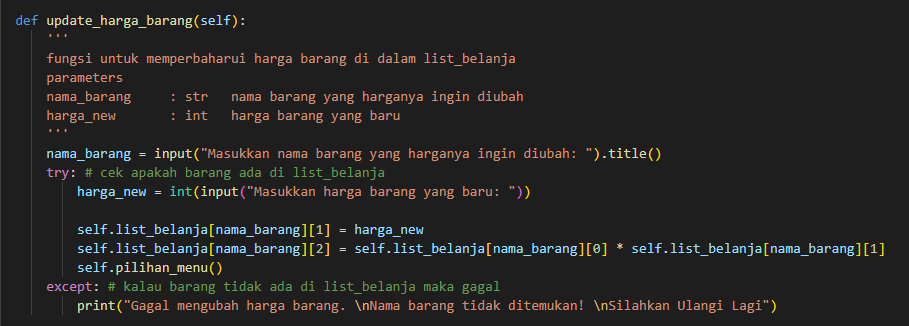 def update_harga_barang(self):
'''
fungsi untuk memperbaharui harga barang di dalam list_belanja
parameters
nama_barang     : str   nama barang yang harganya ingin diubah
harga_new       : int   harga barang yang baru
'''
nama_barang = input("Masukkan nama barang yang harganya ingin diubah: ").title()
try: # cek apakah barang ada di list_belanja
harga_new = int(input("Masukkan harga barang yang baru: "))
self.list_belanja[nama_barang][1] = harga_new
self.list_belanja[nama_barang][2] = self.list_belanja[nama_barang][0] * self.list_belanja[nama_barang][1]
self.pilihan_menu()
except: # kalau barang tidak ada di list_belanja maka gagal
print("Gagal mengubah harga barang. \nNama barang tidak ditemukan! \nSilahkan Ulangi Lagi")